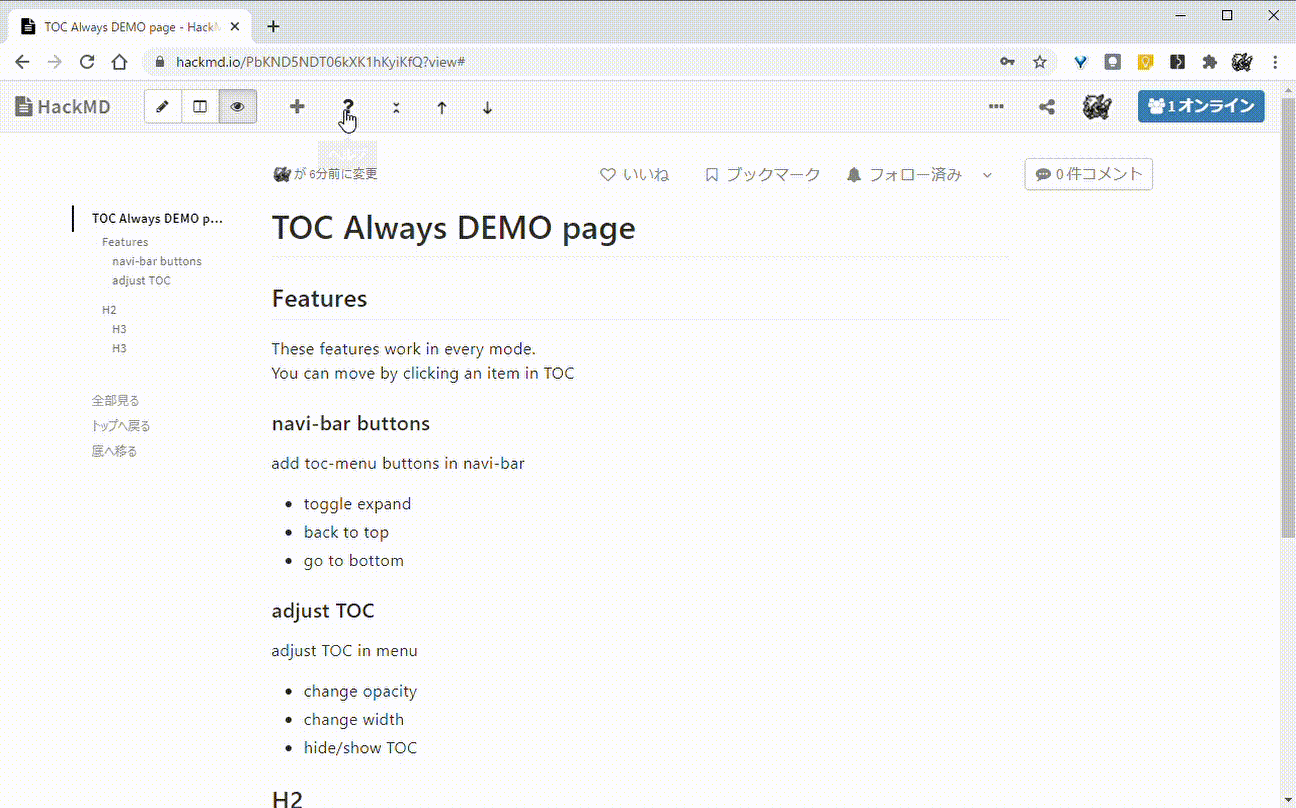 TOC Always DEMO page - HackM
hackmd.io/PbKND5NDT06kXK1hKyiKfQ?view#
HackMD
?
1 オンライン
が 6分前に変更
いいね
ブックマーク
フォロー済み
0 件コメント
TOC Always DEMO p...
Features
navi-bar buttons
adjust TOC
H2
H3
H3
全部見る
トップへ戻る
底へ移る
TOC Always DEMO page
Features
These features work in every mode.
You can move by clicking an item in TOC
navi-bar buttons
add toc-menu buttons in navi-bar
toggle expand
back to top
go to bottom
adjust TOC
adjust TOC in menu
change opacity
change width
hide/show TOC
H2